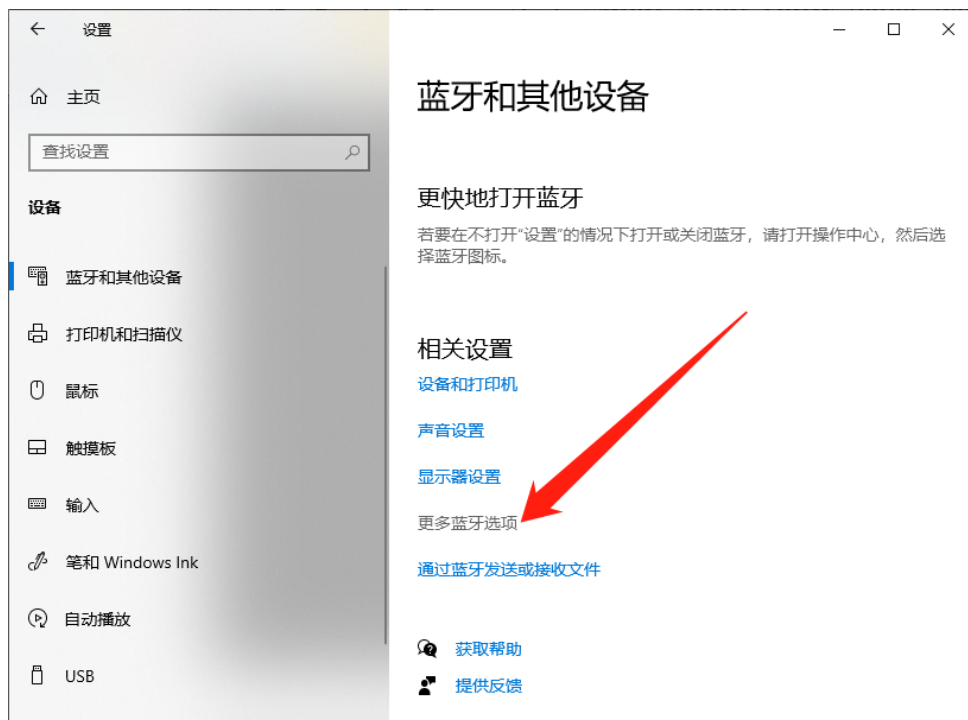 设置
主页
查找设置
设备
蓝牙和其他设备
打印机和扫描仪
鼠标
触摸板
输入
笔和 Windows Ink
自动播放
USB
蓝牙和其他设备
更快地打开蓝牙
若要在不打开“设置”的情况下打开或关闭蓝牙，请打开操作中心，然后选
择蓝牙图标。
相关设置
设备和打印机
声音设置
显示器设置
更多蓝牙选项
通过蓝牙发送或接收文件
获取帮助
提供反馈